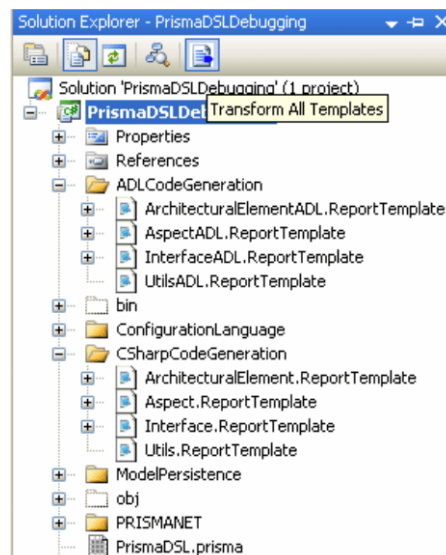 Solution Explorer - PrismaDSLDebugging
Solution 'PrismaDSLDebugging' (1 project)
PrismaDSLDeb
Transform All Templates
Properties
References
ADLCodeGeneration
ArchitecturalElementADL.ReportTemplate
AspectADL.ReportTemplate
InterfaceADL.ReportTemplate
UtilsADL.ReportTemplate
bin
ConfigurationLanguage
CSharpCodeGeneration
ArchitecturalElement.ReportTemplate
Aspect.ReportTemplate
Interface.ReportTemplate
Utils.ReportTemplate
ModelPersistence
obj
PRISMANET
PrismaDSL.prisma